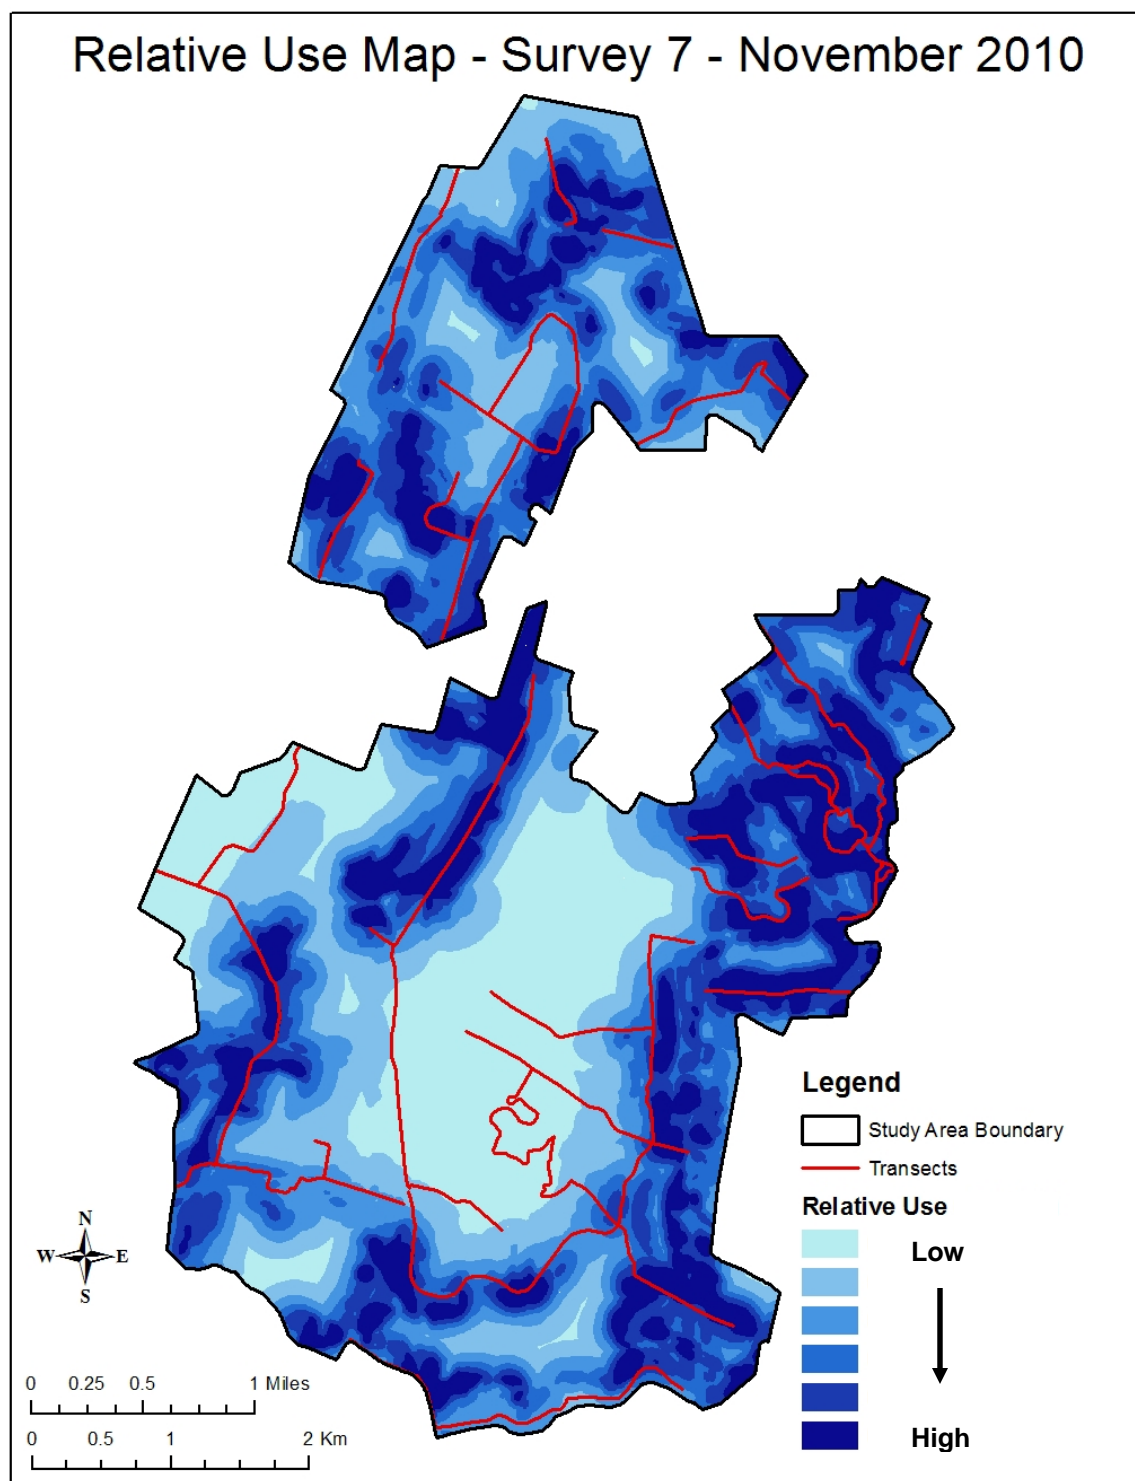 Relative Use Map - Survey 7 - November 2010
Legend
Study Area Boundary
Transects
Relative Use
Low
High
N
W E
S
0 0.25 0.5 1 Miles
0 0.5 1 2 Km